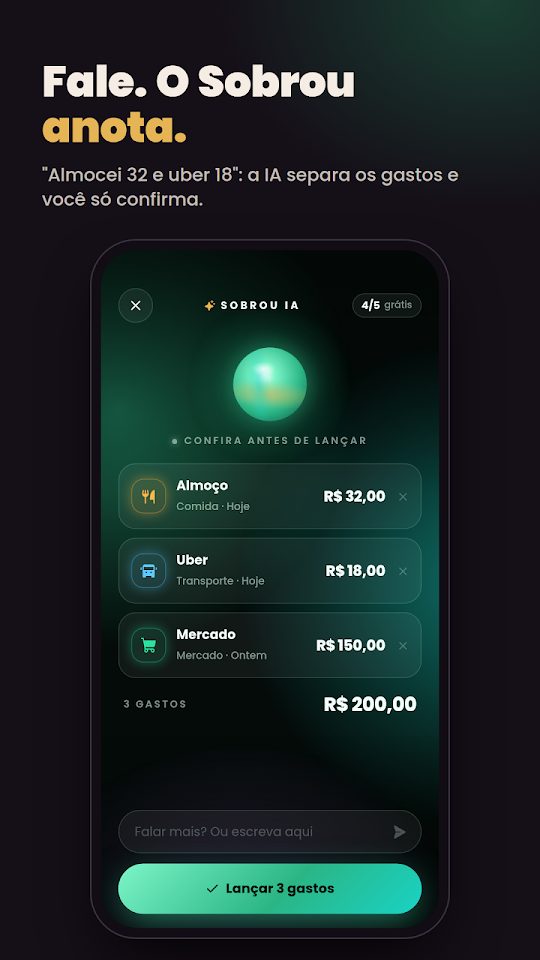 Fale. O Sobrou
anota.
"Almocei 32 e uber 18": a IA separa os gastos e
você só confirma.
SOBROU IA
4/5 grátis
CONFIRA ANTES DE LANÇAR
Almoço
R$ 32,00
Comida · Hoje
Uber
R$ 18,00
Transporte · Hoje
Mercado
R$ 150,00
Mercado · Ontem
3 GASTOS
R$ 200,00
Falar mais? Ou escreva aqui
Lançar 3 gastos